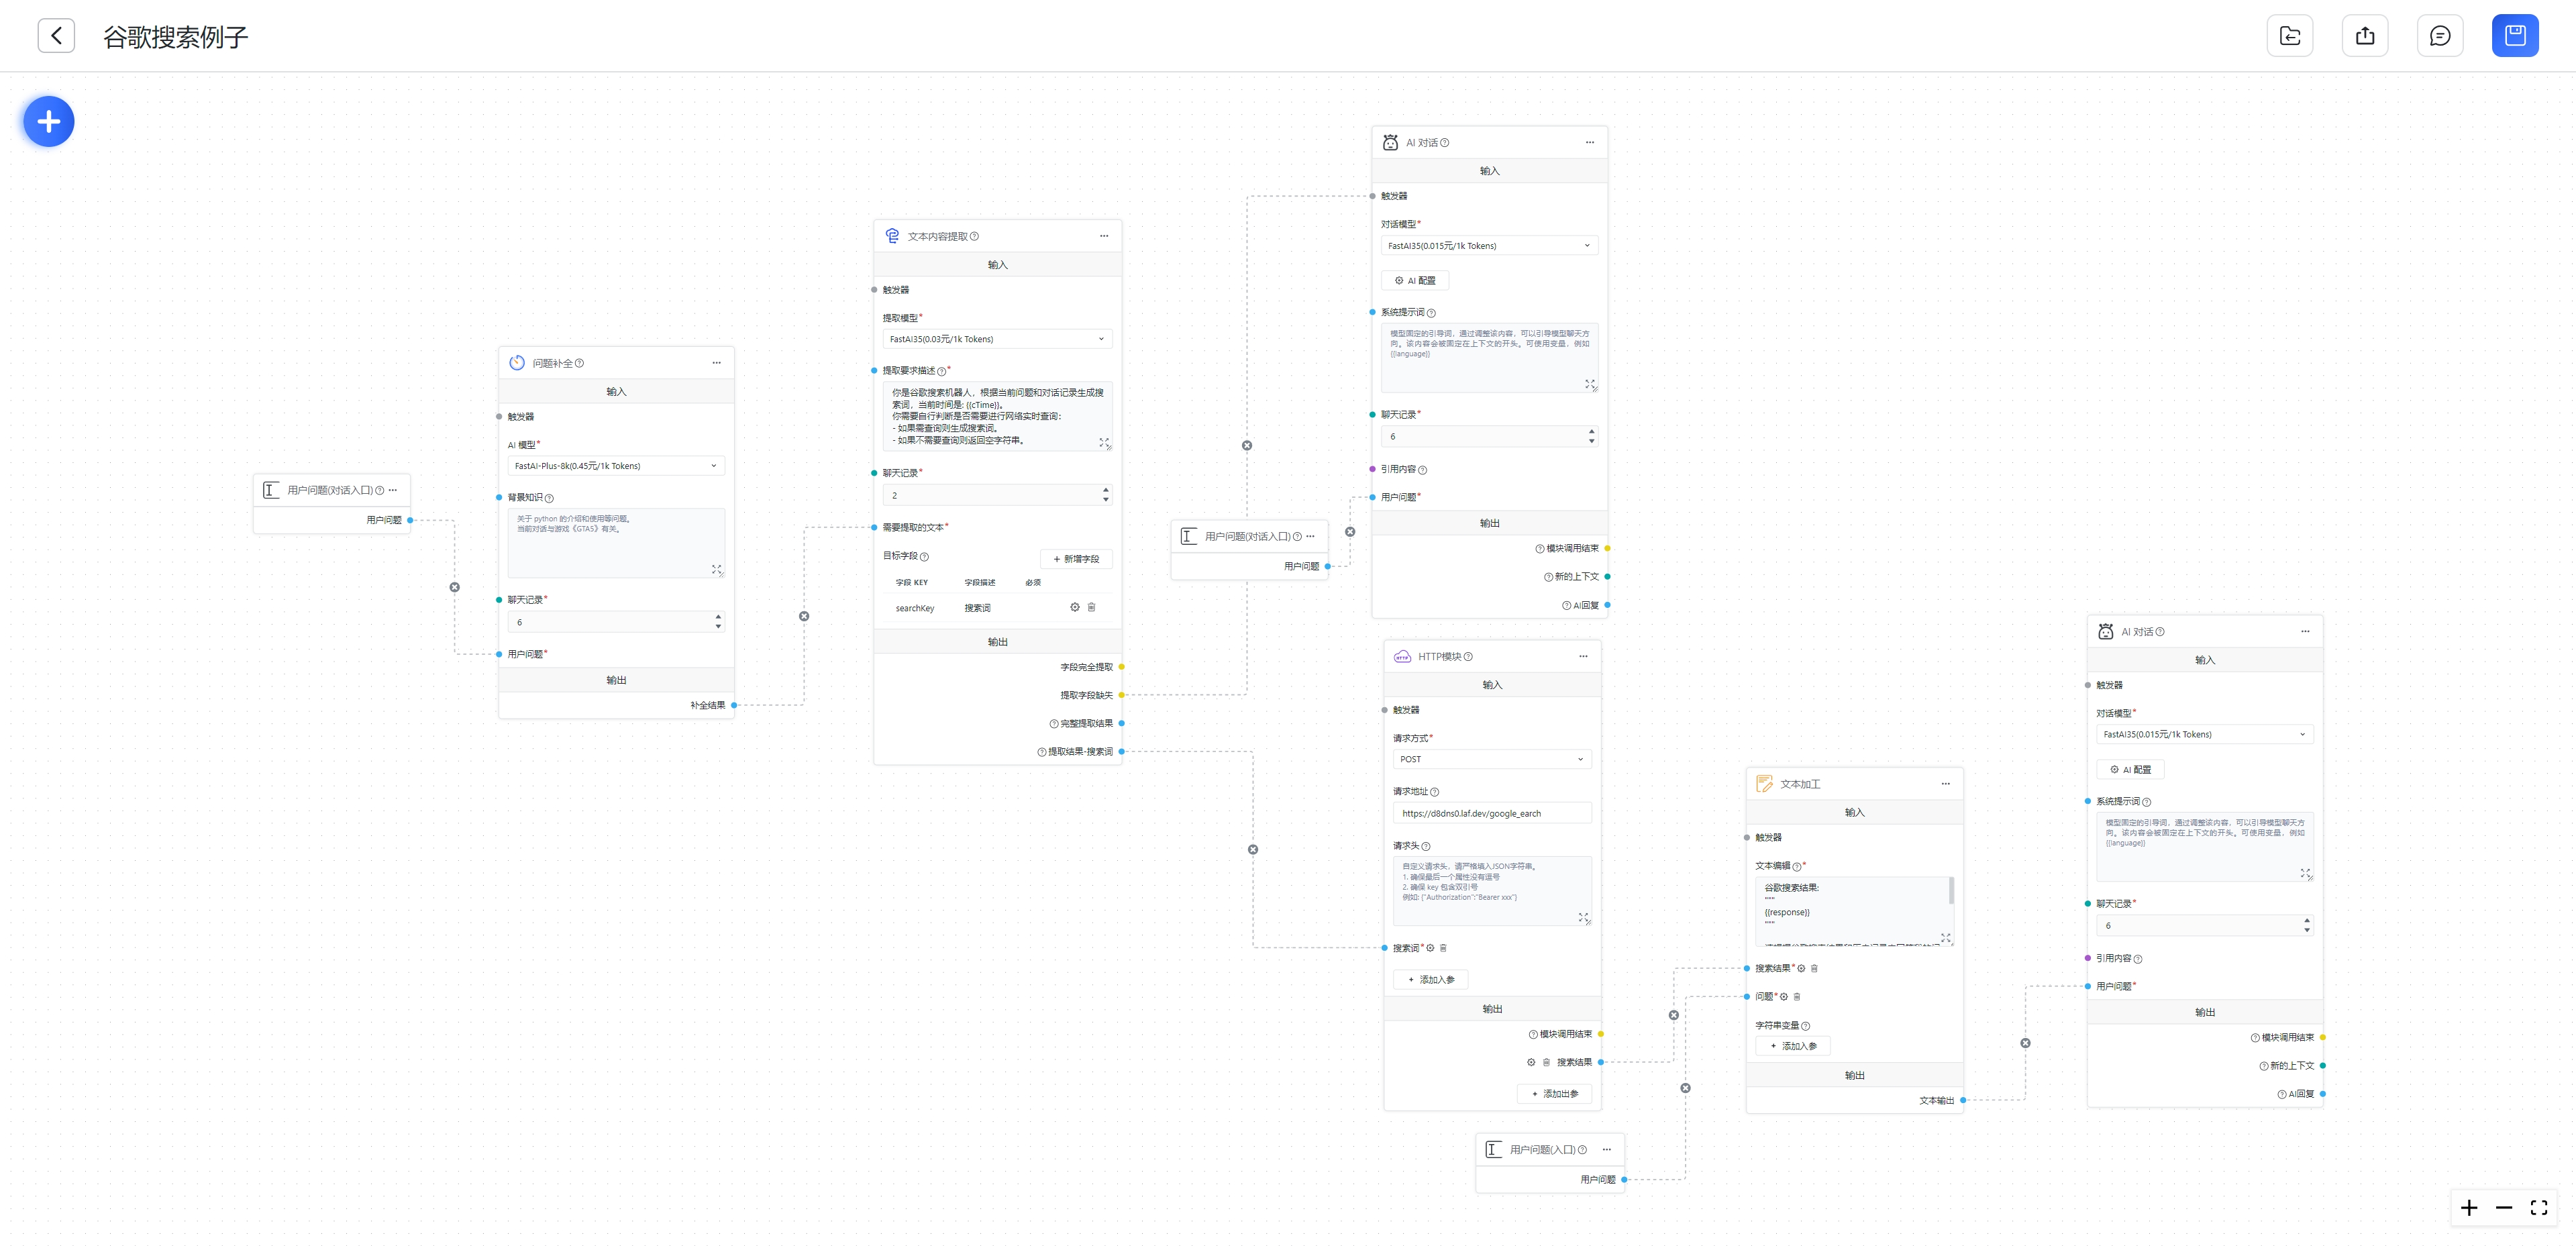 谷歌搜索例子
用户问题(对话入口)
用户问题
问题补全
输入
触发器
AI 模型*
FastAI-Plus-8k(0.45元/1k Tokens)
背景知识
关于 python 的介绍和使用等问题。
当前对话与游戏《GTA5》有关。
聊天记录*
6
用户问题*
输出
补全结果
文本内容提取
输入
触发器
提取模型*
FastAI35(0.03元/1k Tokens)
提取要求描述*
你是谷歌搜索机器人，根据当前问题和对话记录生成搜
索词，当前时间是: {{cTime}}。
你需要自行判断是否需要进行网络实时查询:
- 如果需查询则生成搜索词。
- 如果不需要查询则返回空字符串。
聊天记录*
2
需要提取的文本*
目标字段
+ 新增字段
字段 KEY 字段描述 必须
searchKey 搜索词
输出
字段完全提取
提取字段缺失
完整提取结果
提取结果-搜索词
用户问题(对话入口)
用户问题
AI 对话
输入
触发器
对话模型*
FastAI35(0.015元/1k Tokens)
AI 配置
系统提示词
模型固定的引导词，通过调整该内容，可以引导模型聊天方
向。该内容会被固定在上下文的开头。可使用变量，例如
{{language}}
聊天记录*
6
引用内容
用户问题*
输出
模块调用结束
新的上下文
AI回复
HTTP模块
输入
触发器
请求方式*
POST
请求地址
https://d8dns0.laf.dev/google_earch
请求头
自定义请求头，请严格填入JSON字符串。
1. 确保最后一个属性没有逗号
2. 确保 key 包含双引号
例如: {"Authorization":"Bearer xxx"}
搜索词*
+ 添加入参
输出
模块调用结束
搜索结果
+ 添加出参
用户问题(入口)
用户问题
文本加工
输入
触发器
文本编辑*
谷歌搜索结果:
"""
{{response}}
"""
搜索结果*
问题*
字符串变量
+ 添加入参
输出
文本输出
AI 对话
输入
触发器
对话模型*
FastAI35(0.015元/1k Tokens)
AI 配置
系统提示词
模型固定的引导词，通过调整该内容，可以引导模型聊天方
向。该内容会被固定在上下文的开头。可使用变量，例如
{{language}}
聊天记录*
6
引用内容
用户问题*
输出
模块调用结束
新的上下文
AI回复